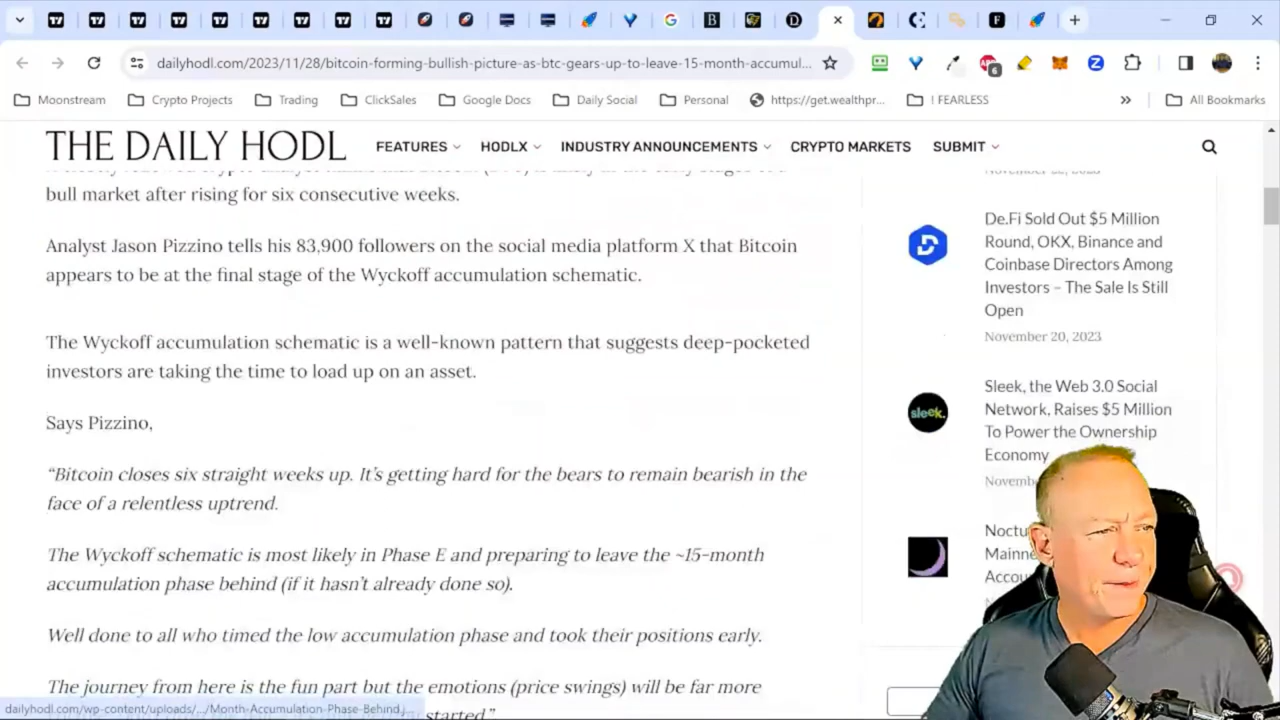 dailyhodl.com/2023/11/28/bitcoin-forming-bullish-picture-as-btc-gears-up-to-leave-15-month-accumul...
6
Moonstream
Crypto Projects
Trading
ClickSales
Google Docs
Daily Social
Personal
https://get.wealthpr...
! FEARLESS
All Bookmarks
THE DAILY HODL
FEATURES
HODLX
INDUSTRY ANNOUNCEMENTS
CRYPTO MARKETS
SUBMIT
bull market after rising for six consecutive weeks.
Analyst Jason Pizzino tells his 83,900 followers on the social media platform X that Bitcoin
appears to be at the final stage of the Wyckoff accumulation schematic.
The Wyckoff accumulation schematic is a well-known pattern that suggests deep-pocketed
investors are taking the time to load up on an asset.
Says Pizzino,
“Bitcoin closes six straight weeks up. It’s getting hard for the bears to remain bearish in the
face of a relentless uptrend.
The Wyckoff schematic is most likely in Phase E and preparing to leave the ~15-month
accumulation phase behind (if it hasn’t already done so).
Well done to all who timed the low accumulation phase and took their positions early.
The journey from here is the fun part but the emotions (price swings) will be far more
started.”
dailyhodl.com/wp-content/uploads/.../Month-Accumulation-Phase-Behind.j...
De.Fi Sold Out $5 Million
Round, OKX, Binance and
Coinbase Directors Among
Investors – The Sale Is Still
Open
November 20, 2023
sleek.
Sleek, the Web 3.0 Social
Network, Raises $5 Million
To Power the Ownership
Economy